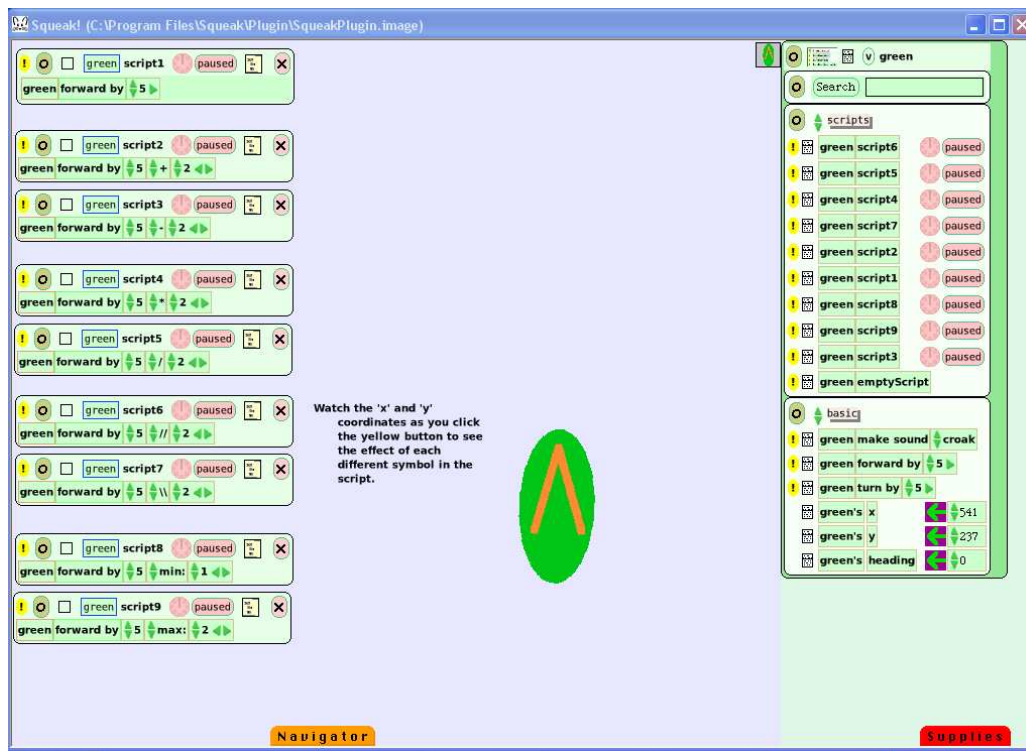 Squeak! (C:\Program Files\Squeak\Plugin\SqueakPlugin.image)
! O green script1 paused
green forward by 5
! O green script2 paused
green forward by 5 + 2
! O green script3 paused
green forward by 5 - 2
! O green script4 paused
green forward by 5 * 2
! O green script5 paused
green forward by 5 / 2
! O green script6 paused
green forward by 5 // 2
! O green script7 paused
green forward by 5 \\ 2
! O green script8 paused
green forward by 5 min: 1
! O green script9 paused
green forward by 5 max: 2
Watch the 'x' and 'y'
coordinates as you click
the yellow button to see
the effect of each
different symbol in the
script.
O v green
O Search
O scripts
! green script6 paused
! green script5 paused
! green script4 paused
! green script7 paused
! green script2 paused
! green script1 paused
! green script8 paused
! green script9 paused
! green script3 paused
! green emptyScript
O basic
! green make sound croak
! green forward by 5
! green turn by 5
green's x 541
green's y 237
green's heading 0
Navigator
Supplies